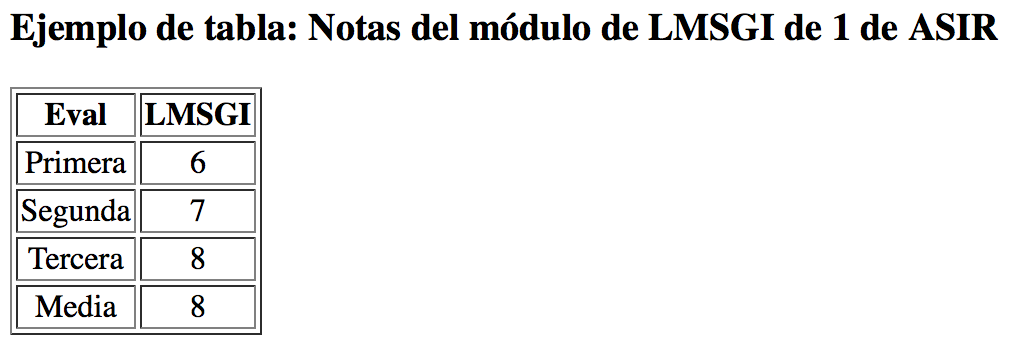 Ejemplo de tabla: Notas del módulo de LMSGI de 1 de ASIR
Eval LMSGI
Primera 6
Segunda 7
Tercera 8
Media 8